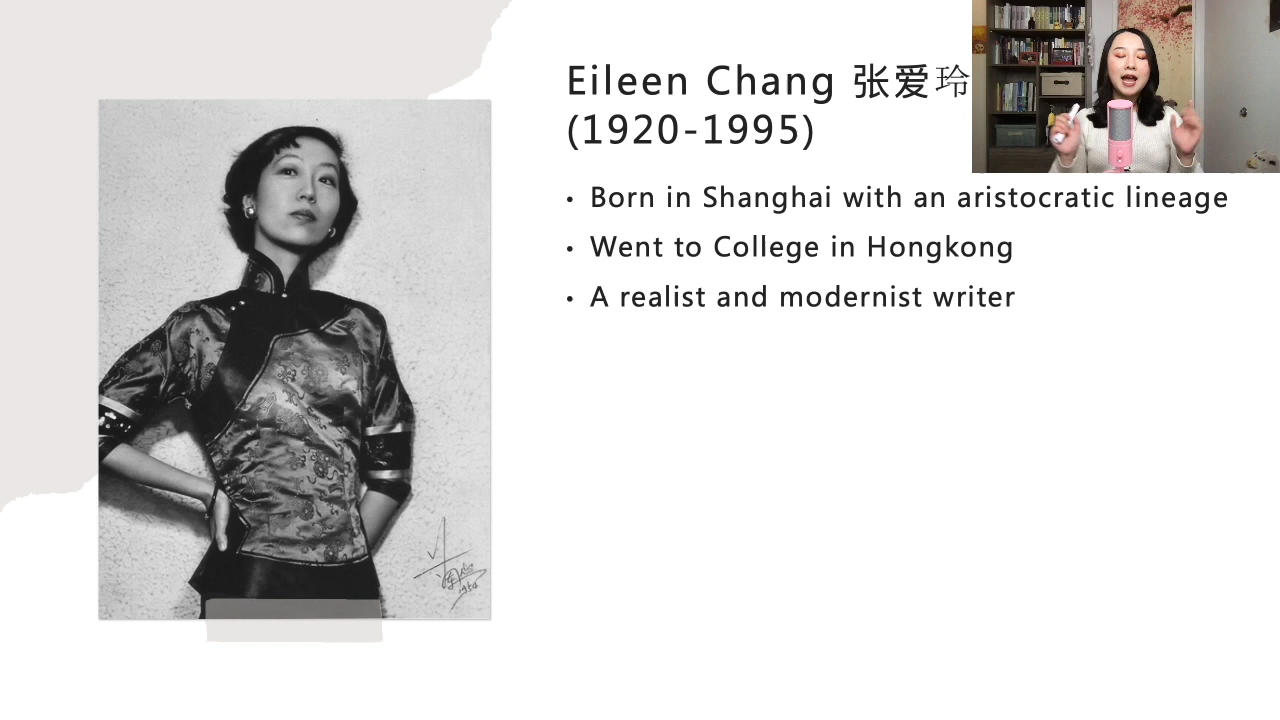 Eileen Chang 张爱玲
(1920-1995)
• Born in Shanghai with an aristocratic lineage
• Went to College in Hongkong
• A realist and modernist writer
1954